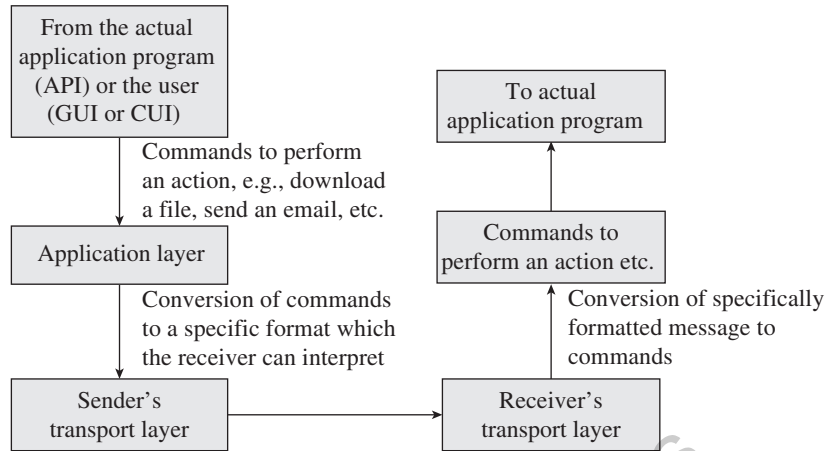 From the actual
application program
(API) or the user
(GUI or CUI)
Commands to perform
an action, e.g., download
a file, send an email, etc.
Application layer
Conversion of commands
to a specific format which
the receiver can interpret
Sender's
transport layer
Receiver's
transport layer
Conversion of specifically
formatted message to
commands
Commands to
perform an action etc.
To actual
application program